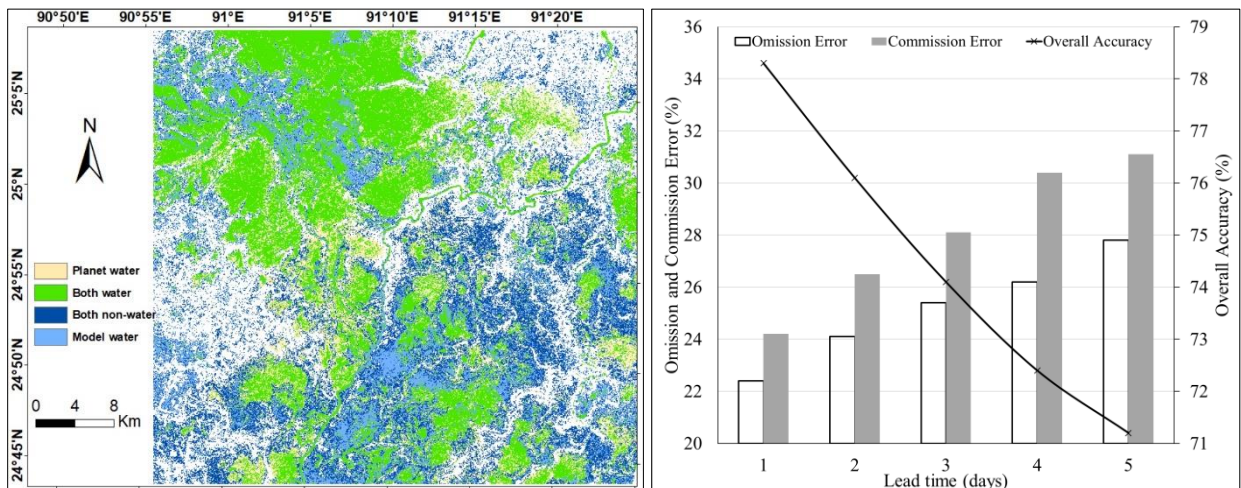 90°50'E 90°55'E 91°0'E 91°5'E 91°10'E 91°15'E 91°20'E
25°5'N
N
25°N
24°55'N
Planet water
Both water
Both non-water
Model water
24°50'N
0 4 8
Km
24°45'N
36 79
Omission Error Commission Error Overall Accuracy
34 78
32 77
30 76
28 75
26 74
24 73
22 72
20 71
Omission and Commission Error (%)
Overall Accuracy (%)
1 2 3 4 5
Lead time (days)